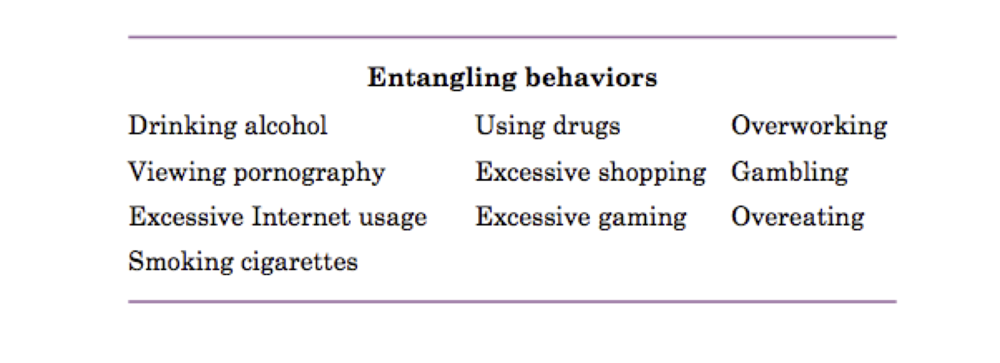 Entangling behaviors
Drinking alcohol Using drugs Overworking
Viewing pornography Excessive shopping Gambling
Excessive Internet usage Excessive gaming Overeating
Smoking cigarettes